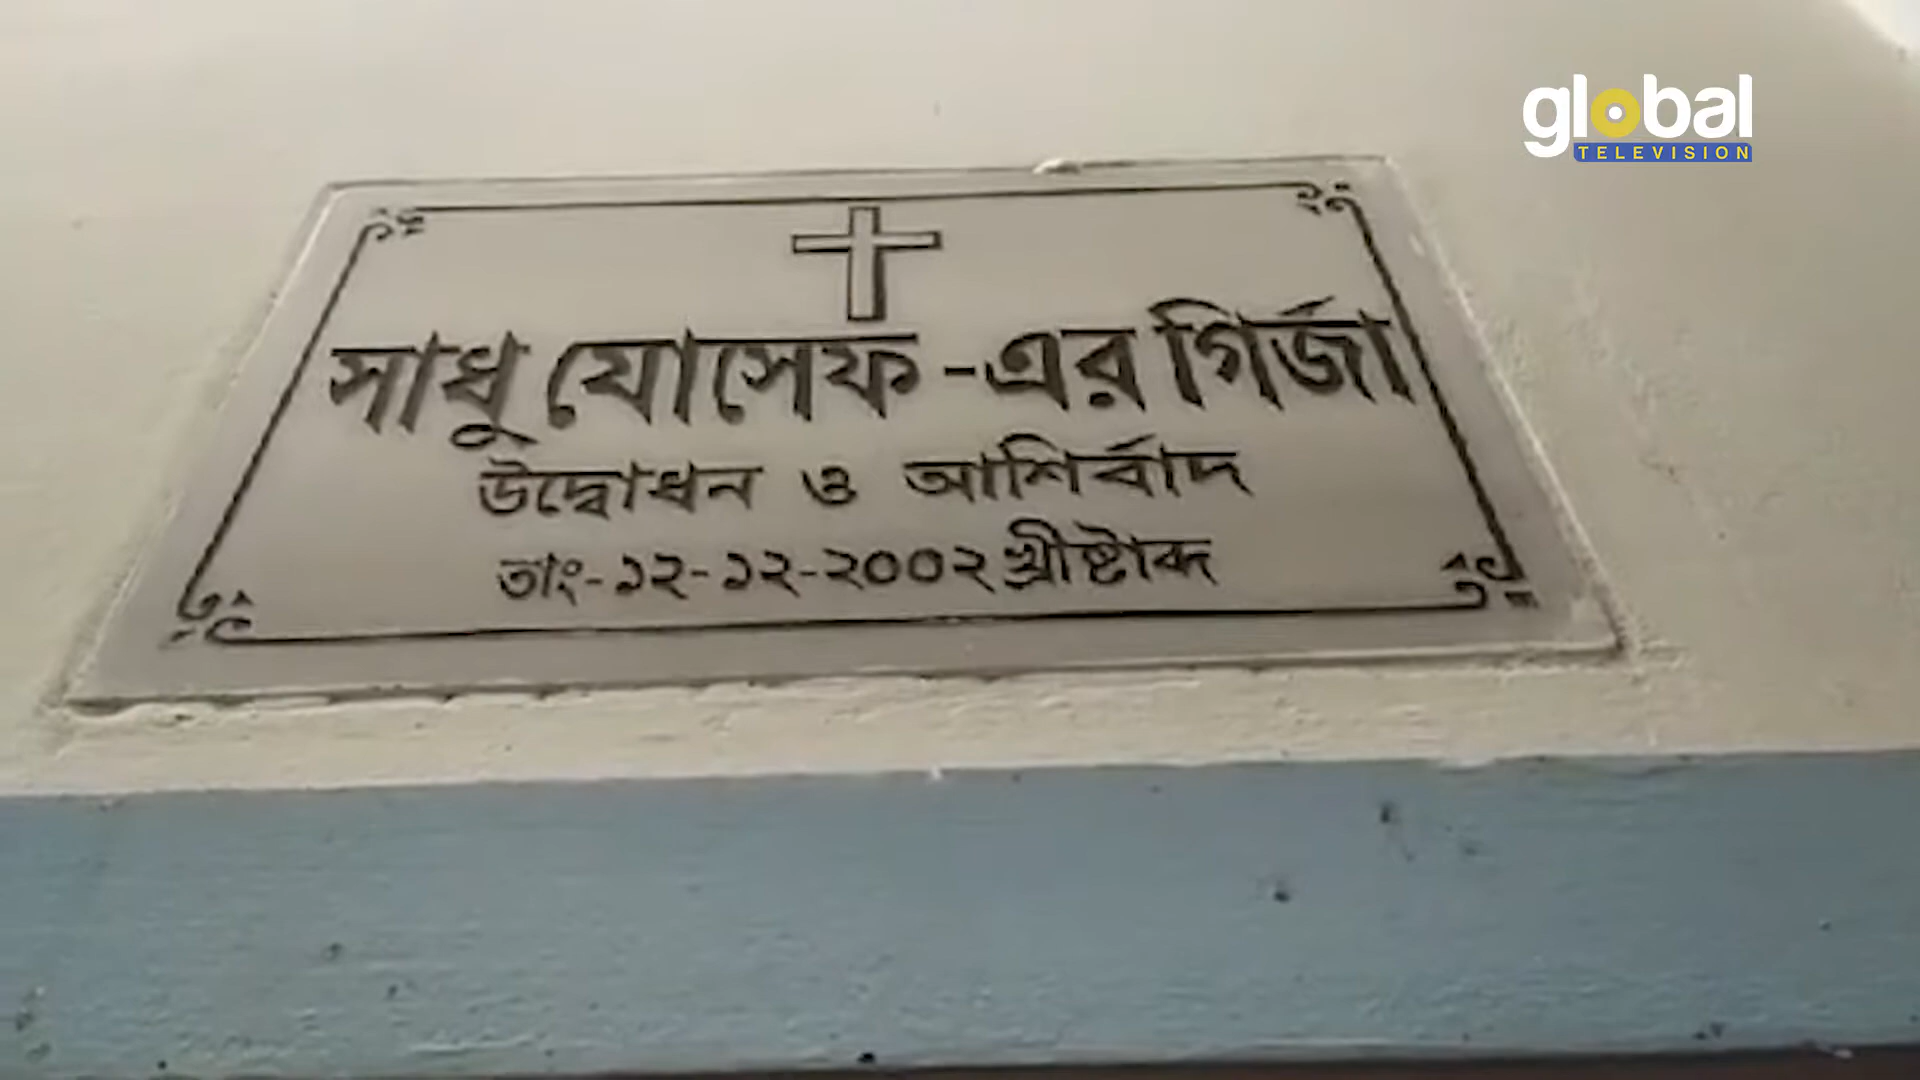 global
TELEVISION
সাধু যোসেফ -এর গির্জা
উদ্বোধন ও আশির্বাদ
তাং-১২-১২-২০০২ খ্রীষ্টাব্দ